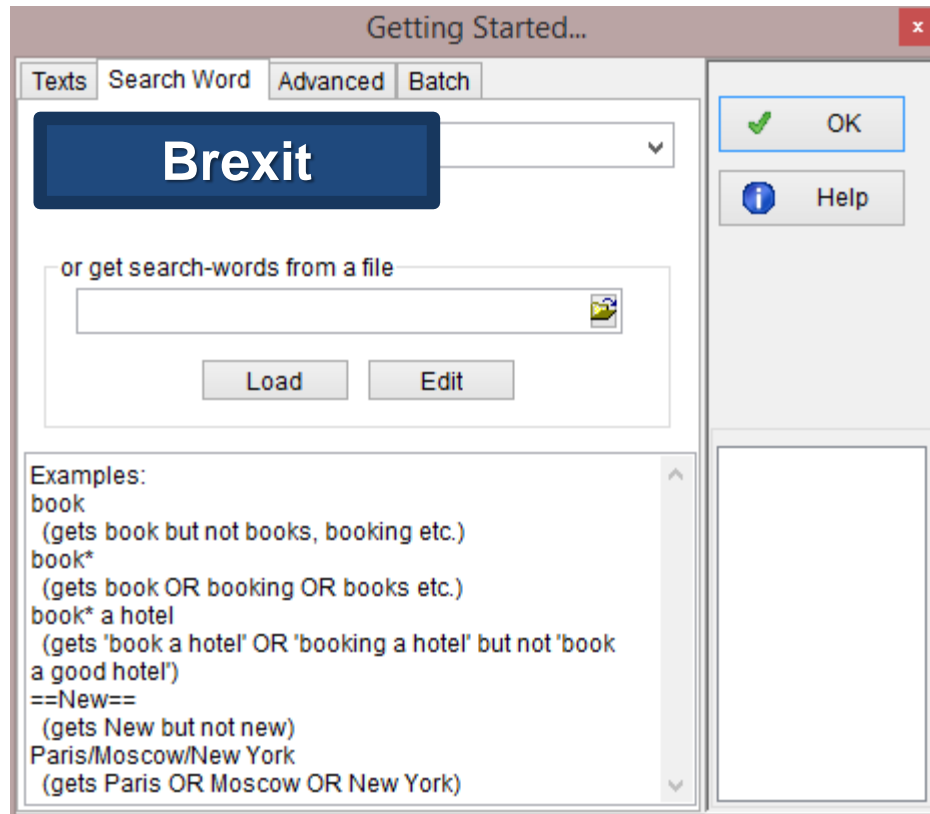 Getting Started...
x
Texts Search Word Advanced Batch
Brexit
OK
Help
or get search-words from a file
Load Edit
Examples:
book
(gets book but not books, booking etc.)
book*
(gets book OR booking OR books etc.)
book* a hotel
(gets 'book a hotel' OR 'booking a hotel' but not 'book
a good hotel')
==New==
(gets New but not new)
Paris/Moscow/New York
(gets Paris OR Moscow OR New York)